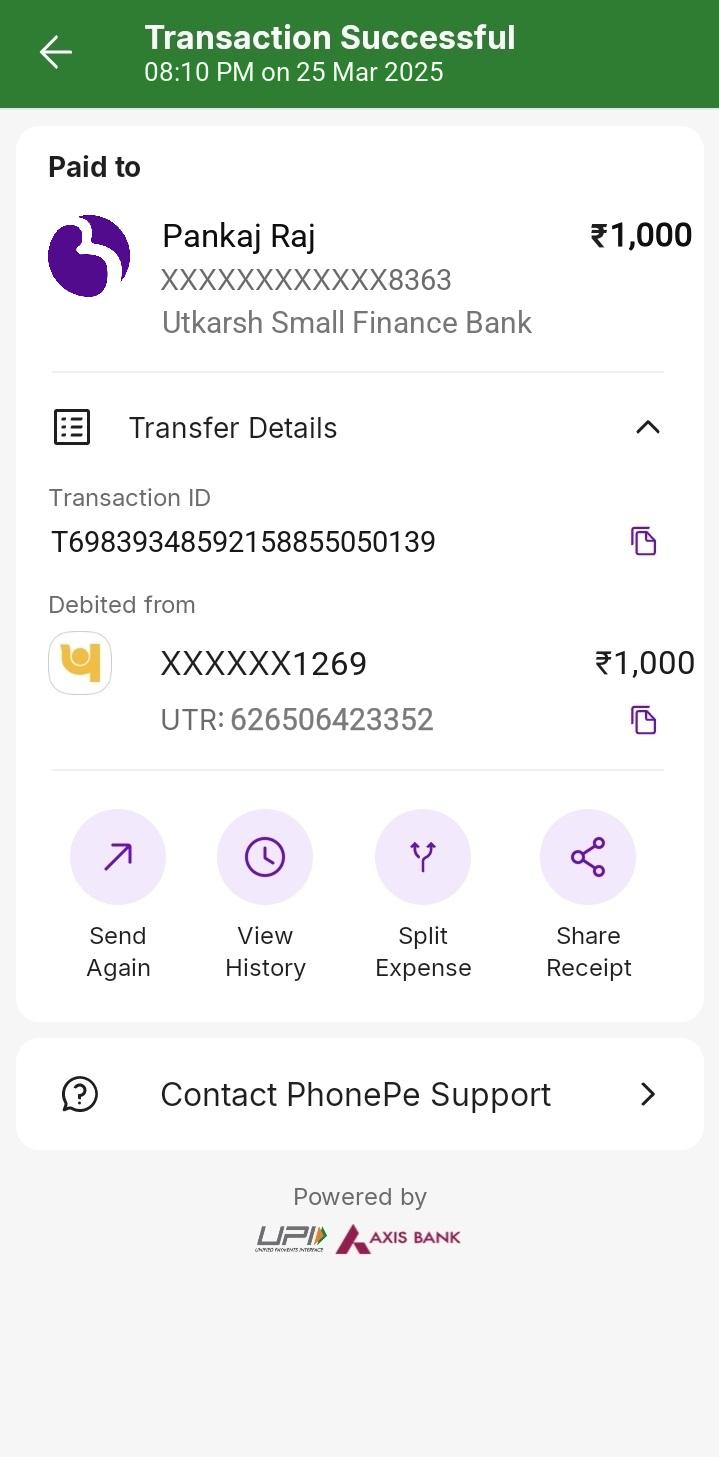 Transaction Successful
08:10 PM on 25 Mar 2025
Paid to
Pankaj Raj ₹1,000
XXXXXXXXXXXX8363
Utkarsh Small Finance Bank
Transfer Details
Transaction ID
T69839348592158855050139
Debited from
XXXXXX1269 ₹1,000
UTR: 626506423352
Send Again
View History
Split Expense
Share Receipt
Contact PhonePe Support
Powered by
UPI AXIS BANK
UNIFIED PAYMENTS INTERFACE